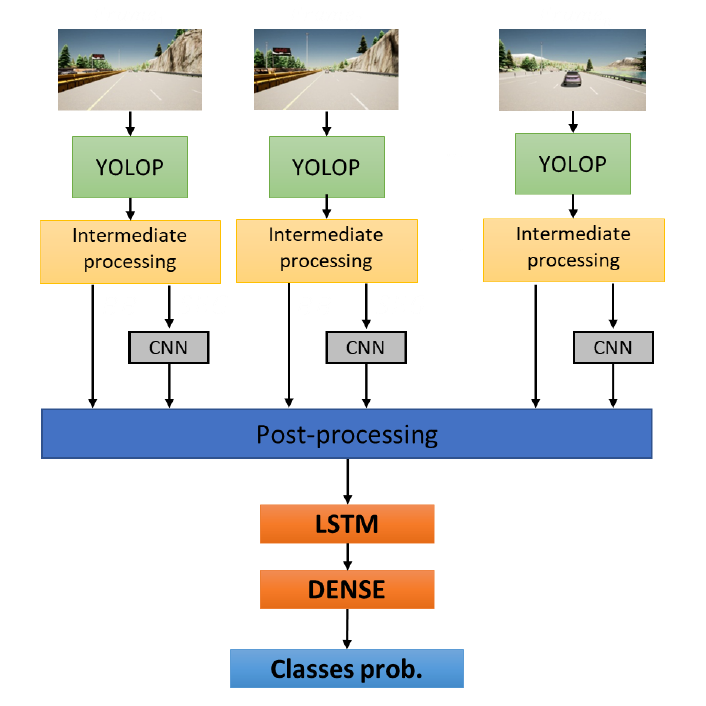 YOLOP
YOLOP
YOLOP
Intermediate
processing
Intermediate
processing
Intermediate
processing
CNN
CNN
CNN
Post-processing
LSTM
DENSE
Classes prob.